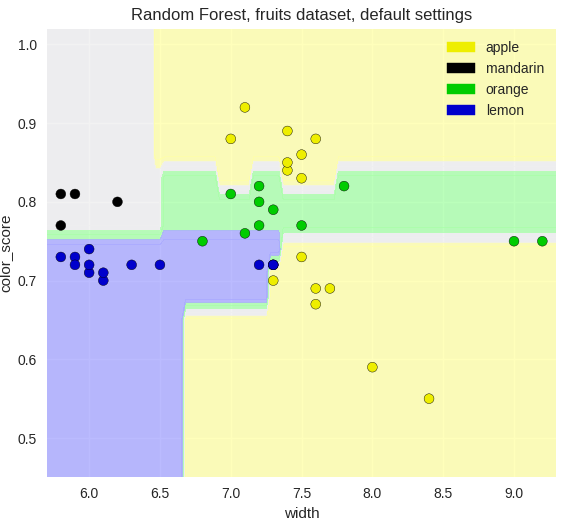 Random Forest, fruits dataset, default settings
apple
mandarin
orange
lemon
1.0
0.9
0.8
0.7
0.6
0.5
color_score
6.0 6.5 7.0 7.5 8.0 8.5 9.0
width